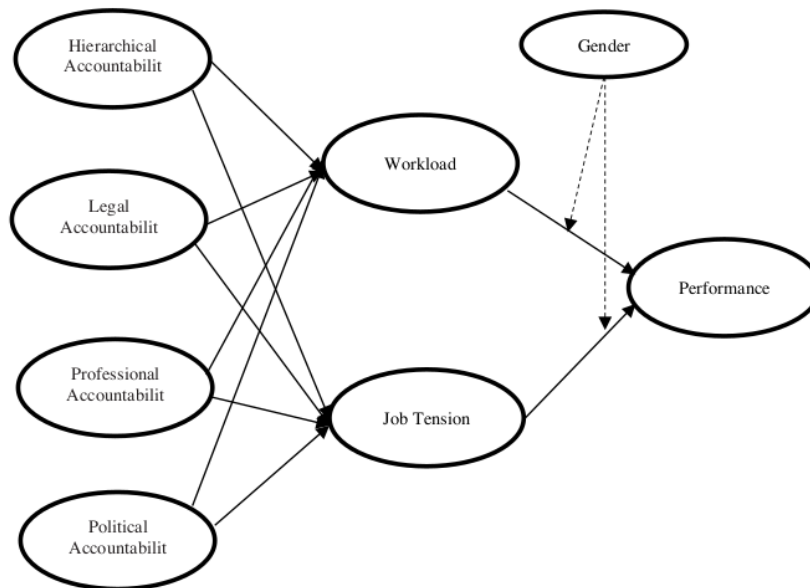 Hierarchical
Accountabilit
Gender
Workload
Legal
Accountabilit
Performance
Professional
Accountabilit
Job Tension
Political
Accountabilit